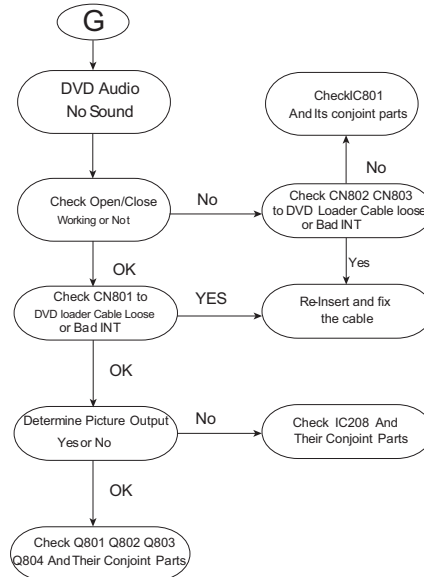 G
DVD Audio
No Sound
CheckIC801
And Its conjoint parts
No
Check Open/Close
Working or Not
No
Check CN802 CN803
to DVD Loader Cable loose
or Bad INT
OK
Yes
Check CN801 to
DVD loader Cable Loose
or Bad INT
YES
Re-Insert and fix
the cable
OK
Determine Picture Output
Yes or No
No
Check IC208 And
Their Conjoint Parts
OK
Check Q801 Q802 Q803
Q804 And Their Conjoint Parts